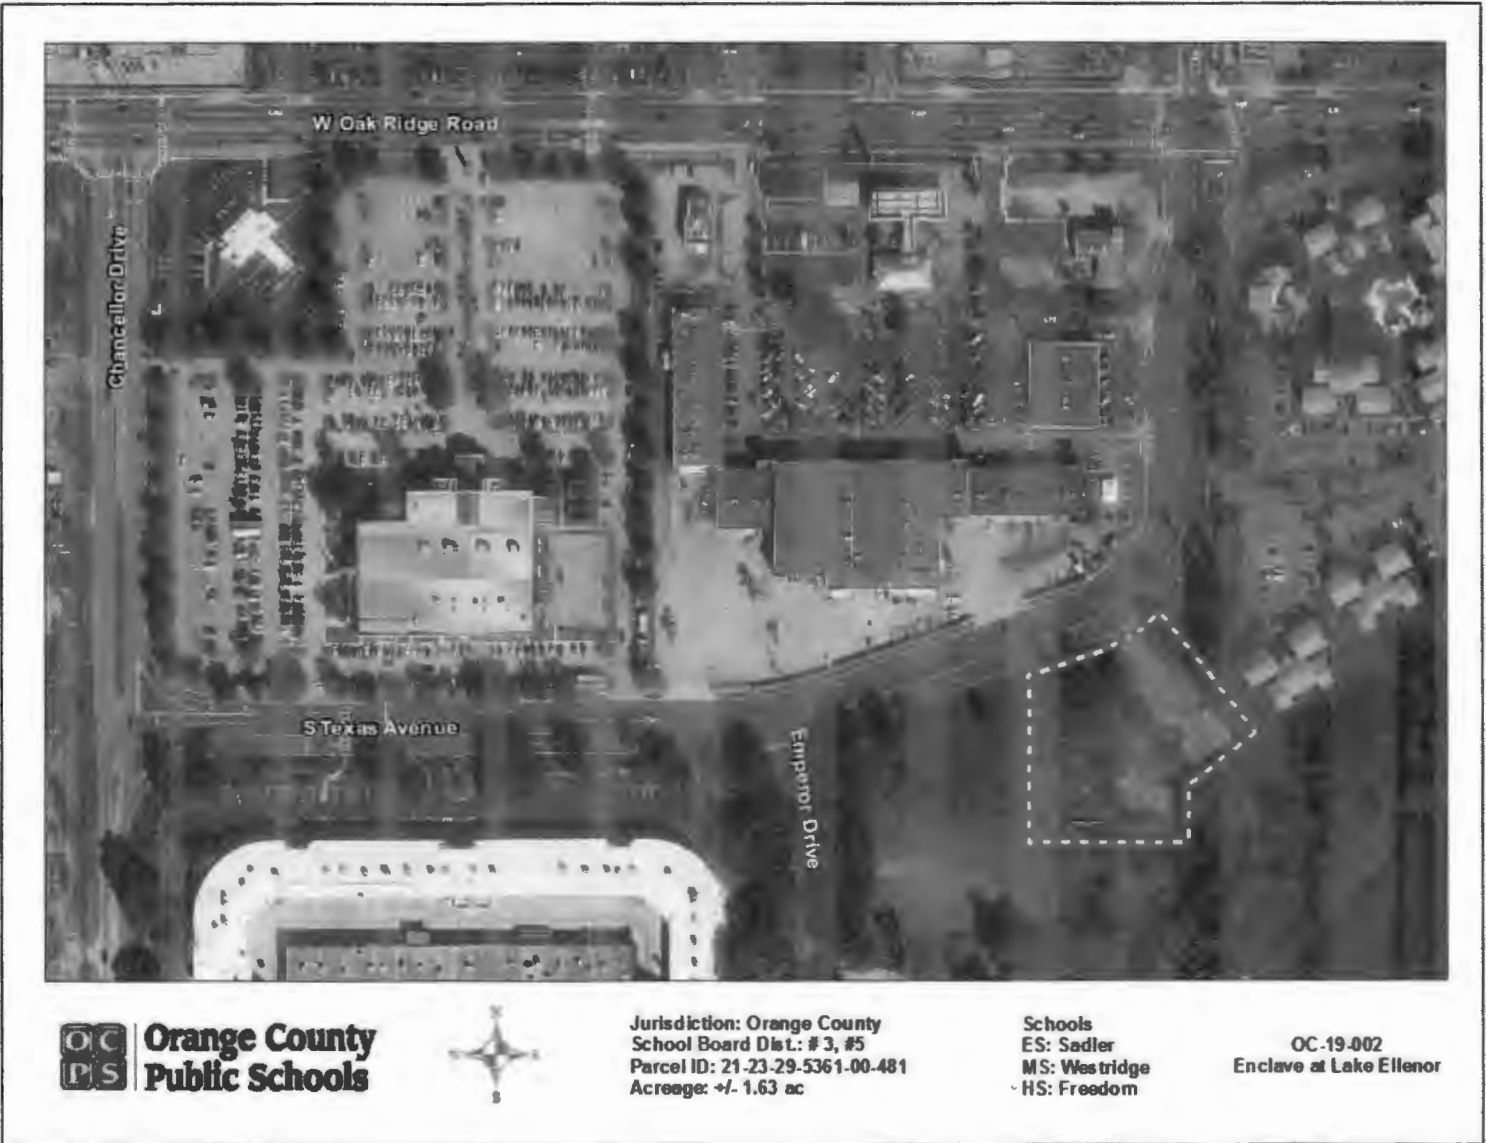 W Oak Ridge Road
Chancellor Drive
S Texas Avenue
Emperor Drive
OC
PS
Orange County
Public Schools
N
S
Jurisdiction: Orange County
School Board Dist.: # 3, #5
Parcel ID: 21-23-29-5361-00-481
Acreage: +/- 1.63 ac
Schools
ES: Sadler
MS: Westridge
HS: Freedom
OC-19-002
Enclave at Lake Ellenor